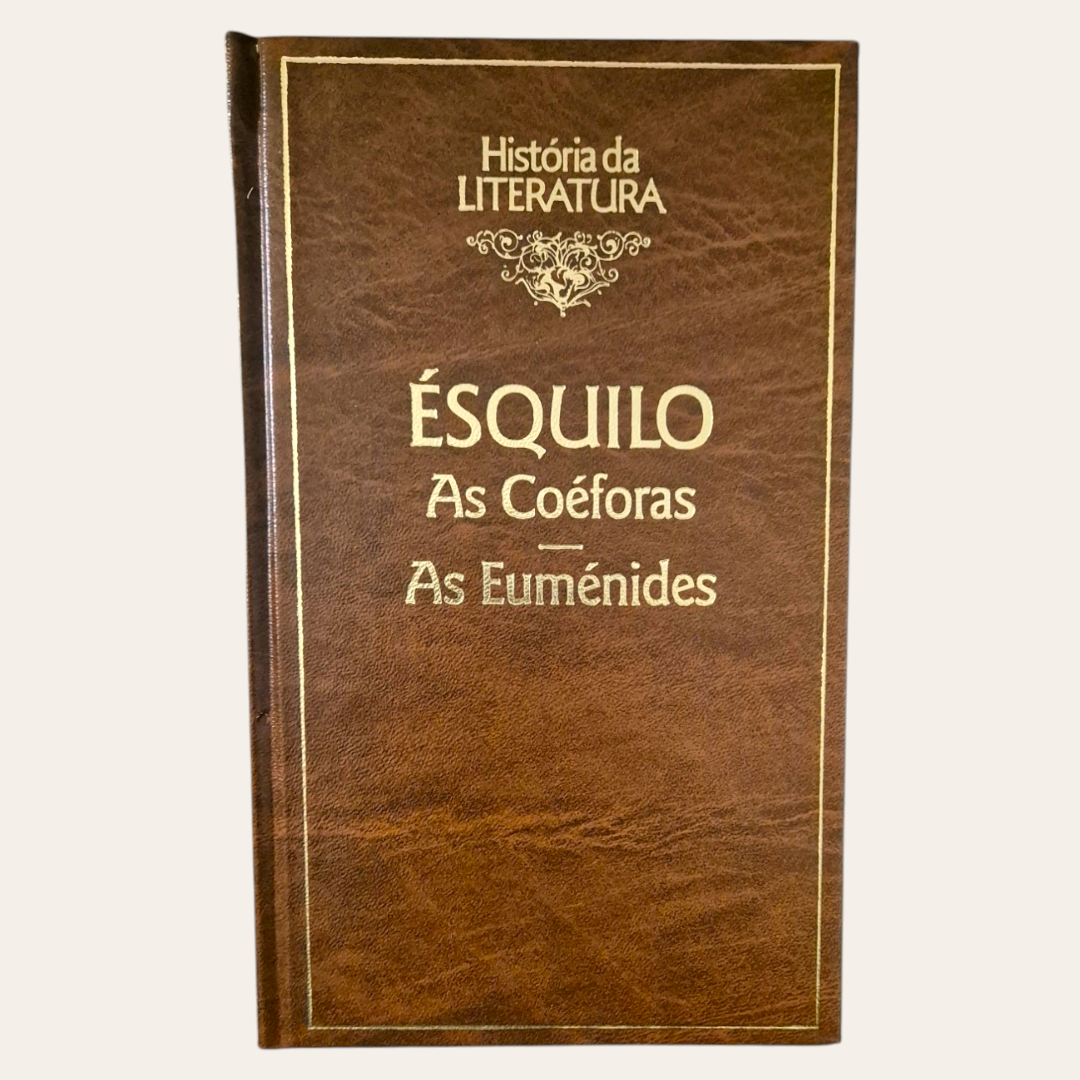 História da
LITERATURA
ÉSQUILO
As Coéforas
As Euménides